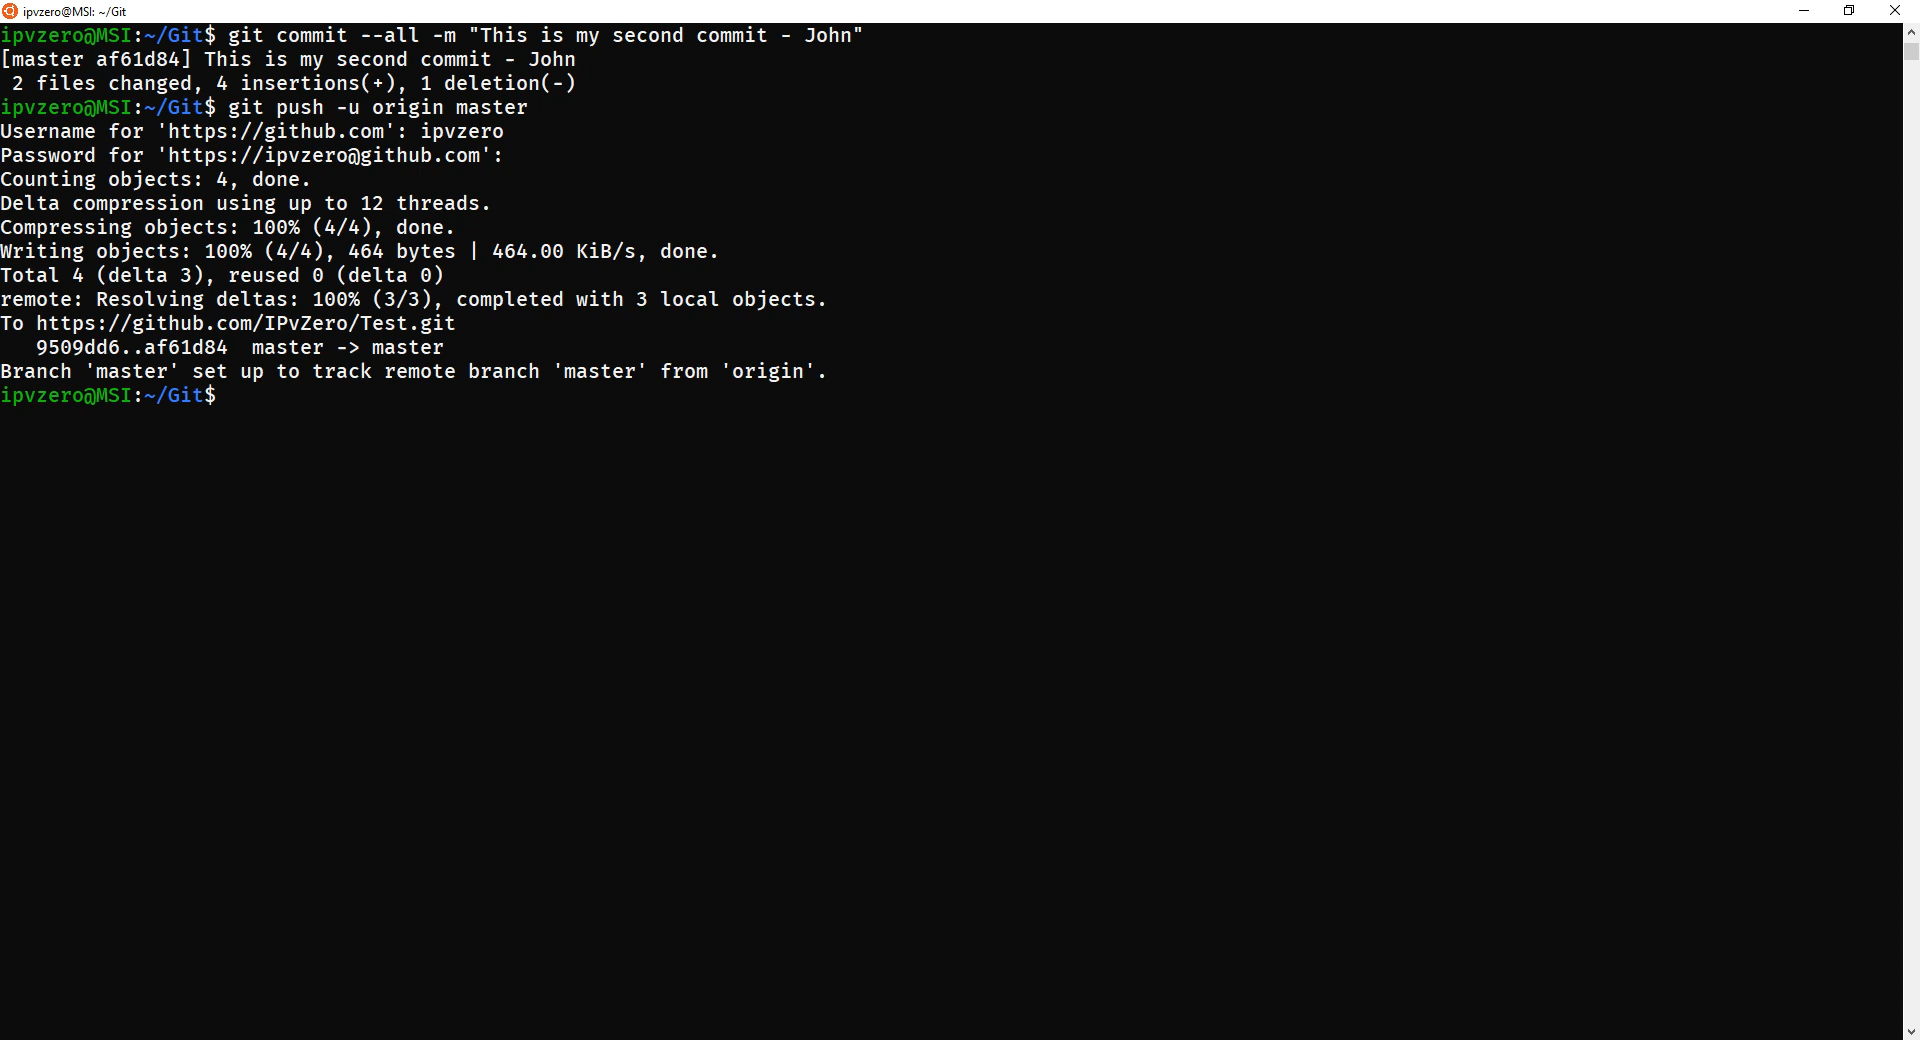 ipvzero@MSI: ~/Git
ipvzero@MSI:~/Git$ git commit --all -m "This is my second commit - John"
[master af61d84] This is my second commit - John
 2 files changed, 4 insertions(+), 1 deletion(-)
ipvzero@MSI:~/Git$ git push -u origin master
Username for 'https://github.com': ipvzero
Password for 'https://ipvzero@github.com':
Counting objects: 4, done.
Delta compression using up to 12 threads.
Compressing objects: 100% (4/4), done.
Writing objects: 100% (4/4), 464 bytes | 464.00 KiB/s, done.
Total 4 (delta 3), reused 0 (delta 0)
remote: Resolving deltas: 100% (3/3), completed with 3 local objects.
To https://github.com/IPvZero/Test.git
   9509dd6..af61d84  master -> master
Branch 'master' set up to track remote branch 'master' from 'origin'.
ipvzero@MSI:~/Git$